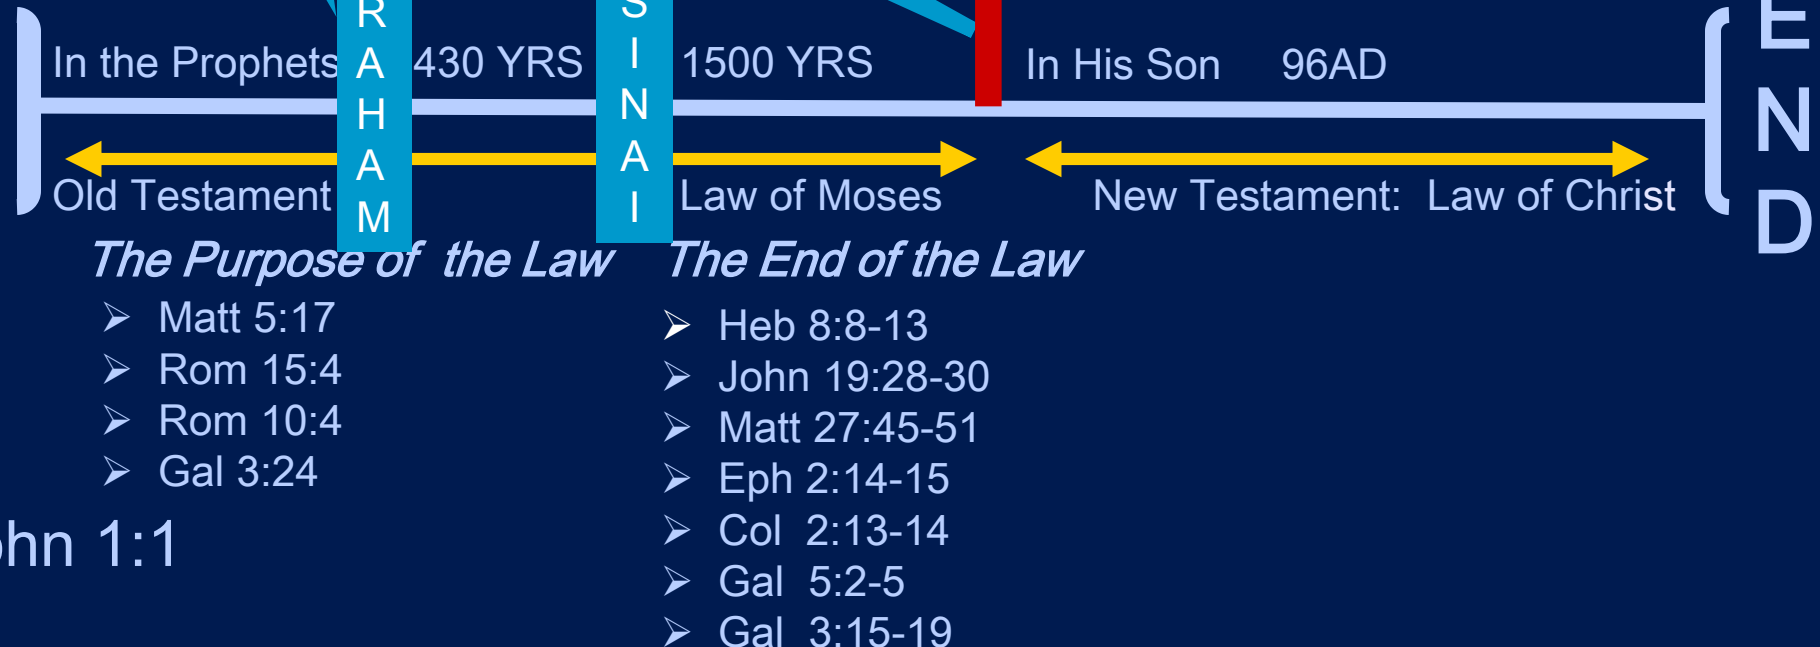 In the Prophets
R
A
H
A
M
430 YRS
S
I
N
A
I
1500 YRS
In His Son 96AD
E
N
D
Old Testament
Law of Moses
New Testament: Law of Christ
The Purpose of the Law
➢ Matt 5:17
➢ Rom 15:4
➢ Rom 10:4
➢ Gal 3:24
hn 1:1
The End of the Law
➢ Heb 8:8-13
➢ John 19:28-30
➢ Matt 27:45-51
➢ Eph 2:14-15
➢ Col 2:13-14
➢ Gal 5:2-5
➢ Gal 3:15-19